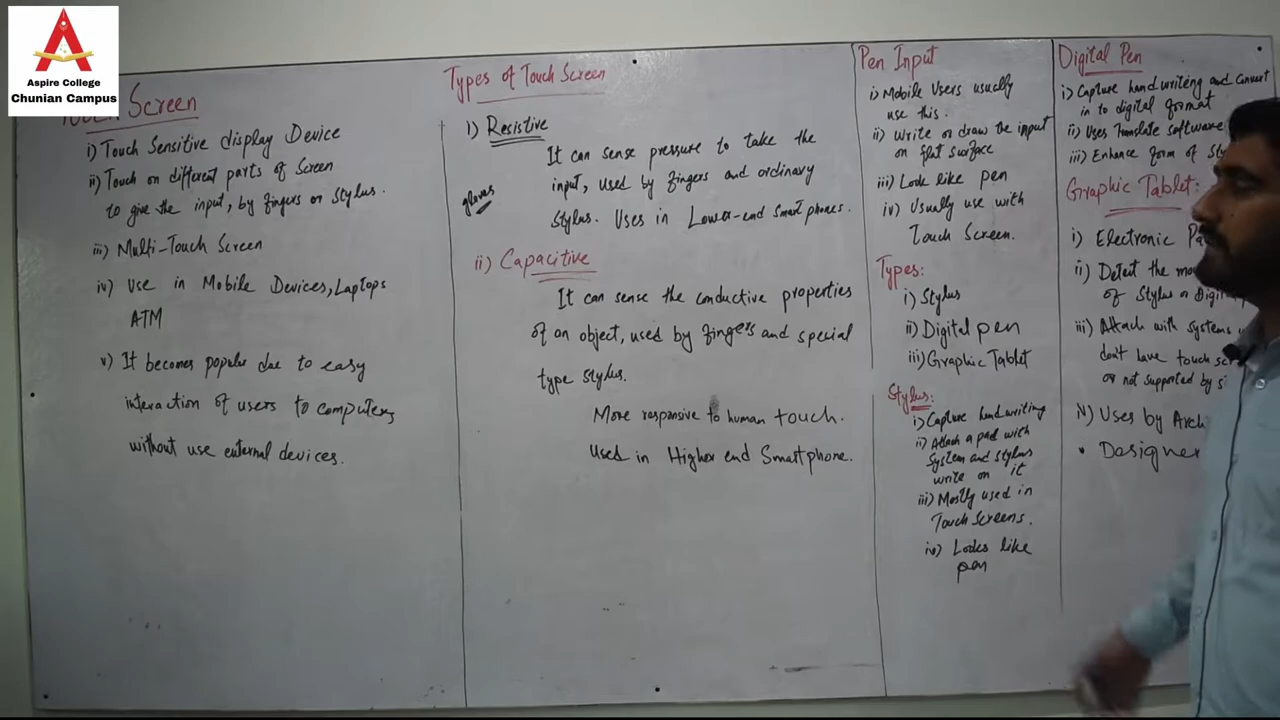 Aspire College
Chunian Campus
Touch Screen
i) Touch Sensitive display Device
ii) Touch on different parts of Screen
to give the input, by fingers or Stylus.
iii) Multi-Touch Screen
iv) Use in Mobile Devices, Laptops
ATM
v) It becomes popular due to easy
interaction of users to computers
without use external devices.
Types of Touch Screen
i) Resistive
It can sense pressure to take the
input, used by fingers and ordinary
gloves
Stylus. Uses in Lower-end Smartphones.
ii) Capacitive
It can sense the conductive properties
of an object, used by fingers and special
type stylus.
More responsive to human touch.
Used in Higher end Smartphone.
Pen Input
i) Mobile Users usually
use this.
ii) Write or draw the input
on flat surface
iii) Look like pen
iv) Usually use with
Touch Screen.
Types:
i) Stylus
ii) Digital pen
iii) Graphic Tablet
Stylus:
i) Capture handwriting
ii) Attach a pad with
System and Stylus
write on it
iii) Mostly used in
Touch Screens.
iv) Looks like
pen
Digital Pen
i) Capture handwriting and Convert
in to digital format
ii) Uses Translate software
iii) Enhance form of
Graphic Tablet:
i) Electronic
ii) Detect the
of Stylus or
iii) Attach with systems
don't have touch
or not supported by
iv) Uses by
• Designer